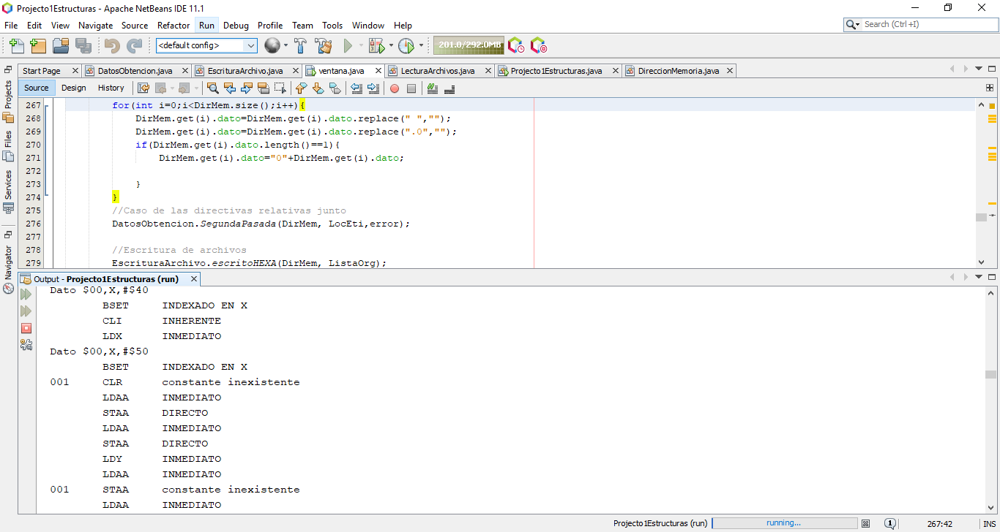 Projecto1Estructuras - Apache NetBeans IDE 11.1
File Edit View Navigate Source Refactor Run Debug Profile Team Tools Window Help
Search (Ctrl+I)
<default config>
201.0/292.0MB
Start Page DatosObtencion.java EscrituraArchivo.java ventana.java LecturaArchivos.java Projecto1Estructuras.java DireccionMemoria.java
Source Design History
Projects
Files
Services
Navigator
267 for(int i=0;i<DirMem.size();i++){
268 DirMem.get(i).dato=DirMem.get(i).dato.replace(" ","");
269 DirMem.get(i).dato=DirMem.get(i).dato.replace(".0","");
270 if(DirMem.get(i).dato.length()==1){
271 DirMem.get(i).dato="0"+DirMem.get(i).dato;
272
273 }
274 }
275 //Caso de las directivas relativas junto
276 DatosObtencion.SegundaPasada(DirMem, LocEti,error);
277
278 //Escritura de archivos
279 EscrituraArchivo.escritoHEXA(DirMem, ListaOrg);
Output - Projecto1Estructuras (run)
Dato $00,X,#$40
BSET INDEXADO EN X
CLI INHERENTE
LDX INMEDIATO
Dato $00,X,#$50
BSET INDEXADO EN X
001 CLR constante inexistente
LDAA INMEDIATO
STAA DIRECTO
LDAA INMEDIATO
STAA DIRECTO
LDY INMEDIATO
LDAA INMEDIATO
001 STAA constante inexistente
LDAA INMEDIATO
Projecto1Estructuras (run) running... 1 267:42 INS